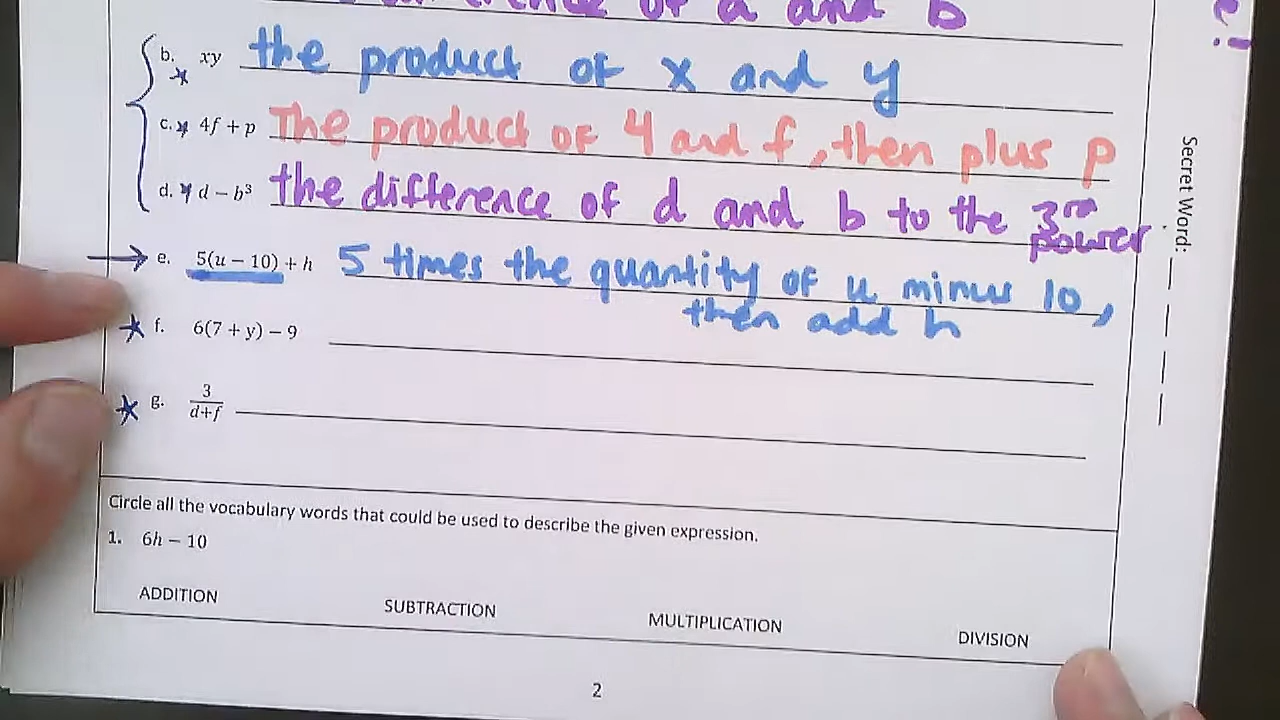 of a and b
b. xy the product of x and y
c. 4f + p The product of 4 and f, then plus p
d. d − b³ the difference of d and b to the 3rd power
e. 5(u − 10) + h 5 times the quantity of u minus 10, then add h
f. 6(7 + y) − 9
g. 3/d+f
Circle all the vocabulary words that could be used to describe the given expression.
1. 6h − 10
ADDITION SUBTRACTION MULTIPLICATION DIVISION
2
Secret Word: _ _ _ _ _